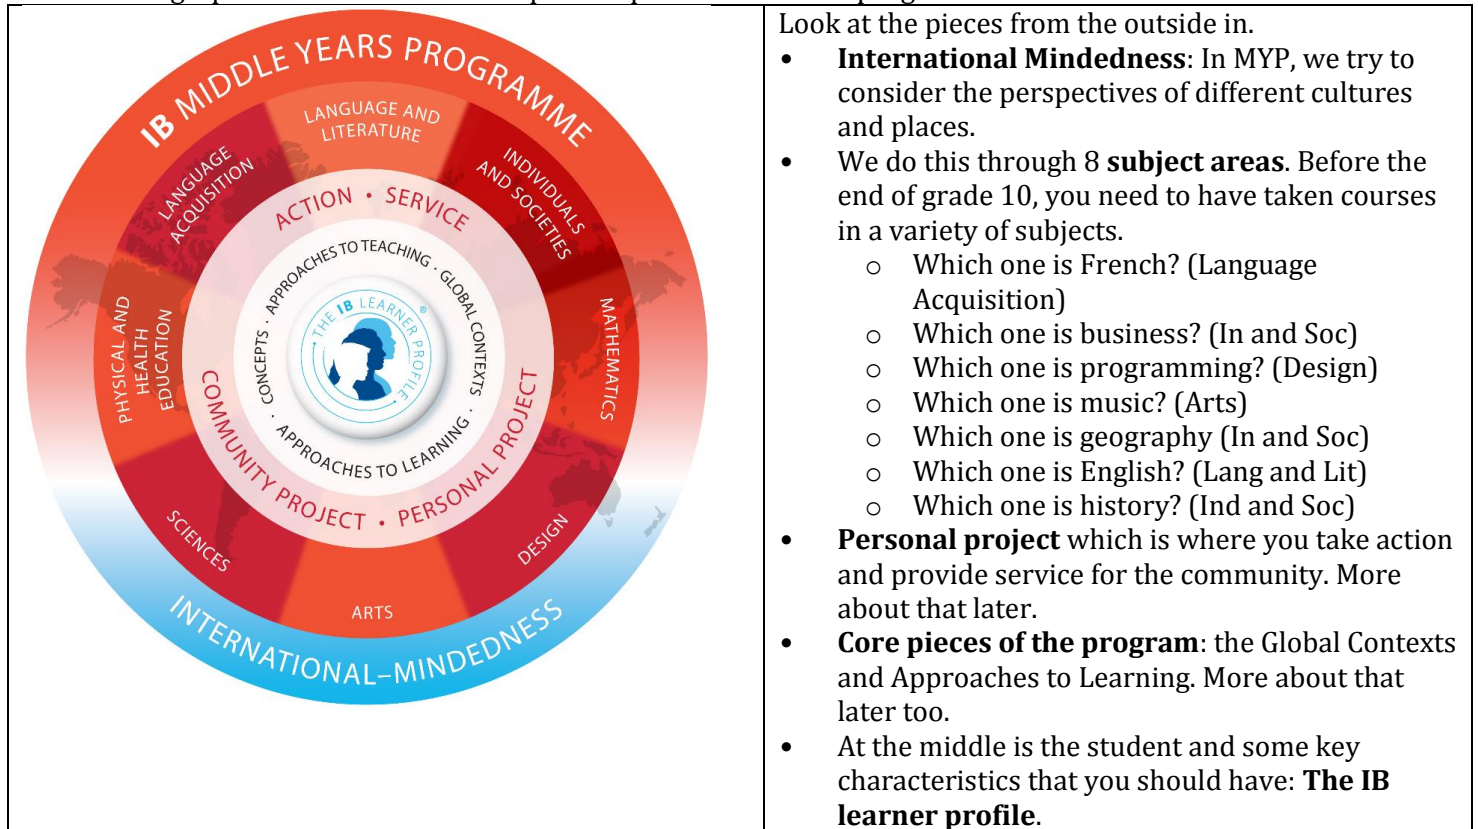 IB MIDDLE YEARS PROGRAMME
LANGUAGE AND
LITERATURE
INDIVIDUALS
AND SOCIETIES
MATHEMATICS
DESIGN
ARTS
SCIENCES
PHYSICAL AND
HEALTH
EDUCATION
LANGUAGE
ACQUISITION
ACTION • SERVICE
COMMUNITY PROJECT • PERSONAL PROJECT
APPROACHES TO TEACHING · GLOBAL CONTEXTS ·
APPROACHES TO LEARNING · CONCEPTS ·
• THE IB LEARNER PROFILE •
®
INTERNATIONAL–MINDEDNESS
Look at the pieces from the outside in.
• International Mindedness: In MYP, we try to
consider the perspectives of different cultures
and places.
• We do this through 8 subject areas. Before the
end of grade 10, you need to have taken courses
in a variety of subjects.
o Which one is French? (Language
Acquisition)
o Which one is business? (In and Soc)
o Which one is programming? (Design)
o Which one is music? (Arts)
o Which one is geography (In and Soc)
o Which one is English? (Lang and Lit)
o Which one is history? (Ind and Soc)
• Personal project which is where you take action
and provide service for the community. More
about that later.
• Core pieces of the program: the Global Contexts
and Approaches to Learning. More about that
later too.
• At the middle is the student and some key
characteristics that you should have: The IB
learner profile.